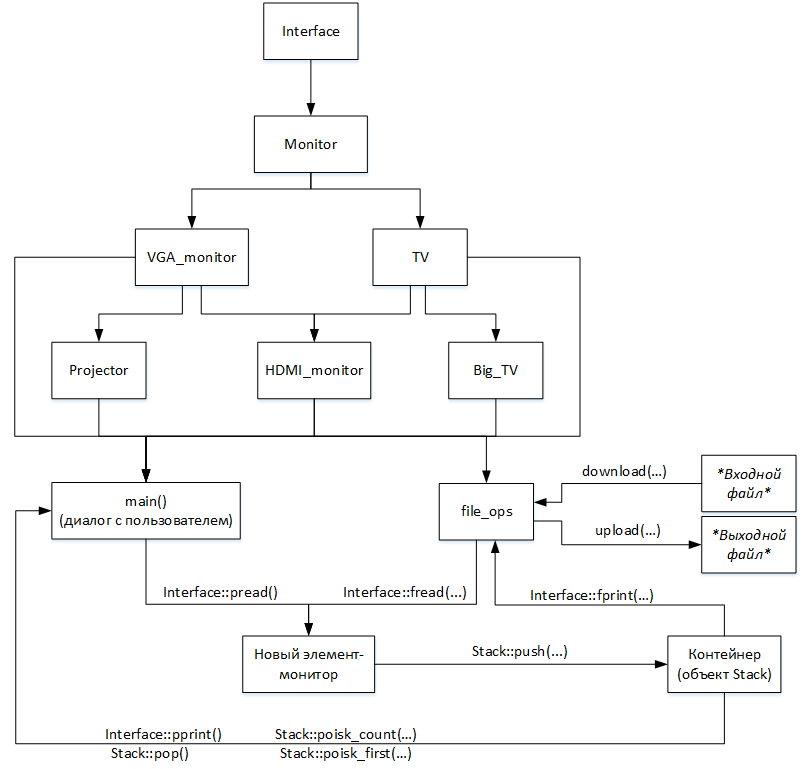 Interface
Monitor
VGA_monitor
TV
Projector
HDMI_monitor
Big_TV
main()
(диалог с пользователем)
file_ops
download(...)
*Входной
файл*
upload(...)
*Выходной
файл*
Interface::pread()
Interface::fread(...)
Interface::fprint(...)
Новый элемент-
монитор
Stack::push(...)
Контейнер
(объект Stack)
Interface::pprint()
Stack::poisk_count(...)
Stack::pop()
Stack::poisk_first(...)